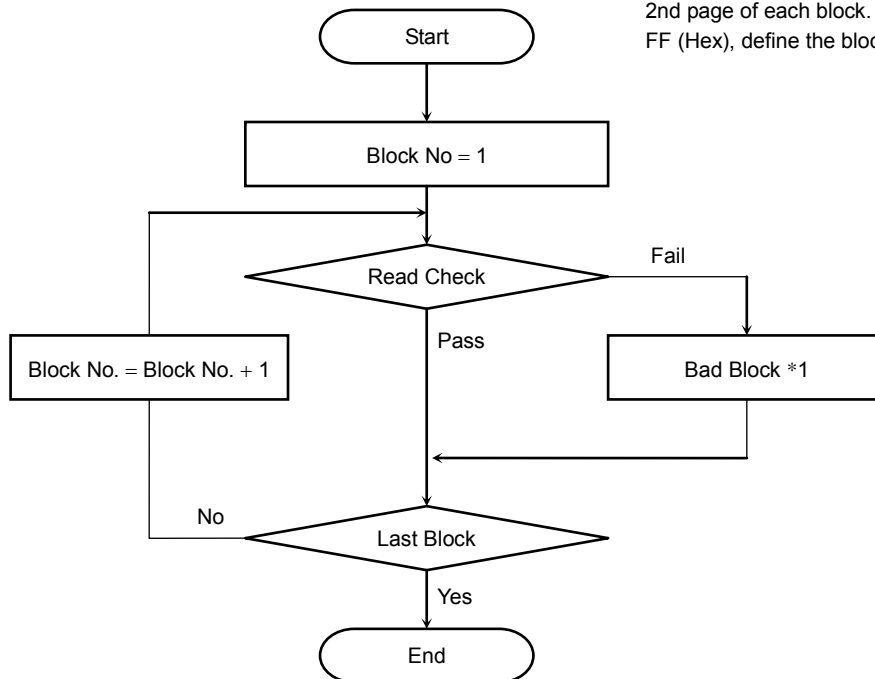 2nd page of each block.
FF (Hex), define the
Start
Block No = 1
Read Check
Fail
Pass
Block No. = Block No. + 1
Bad Block *1
No
Last Block
Yes
End